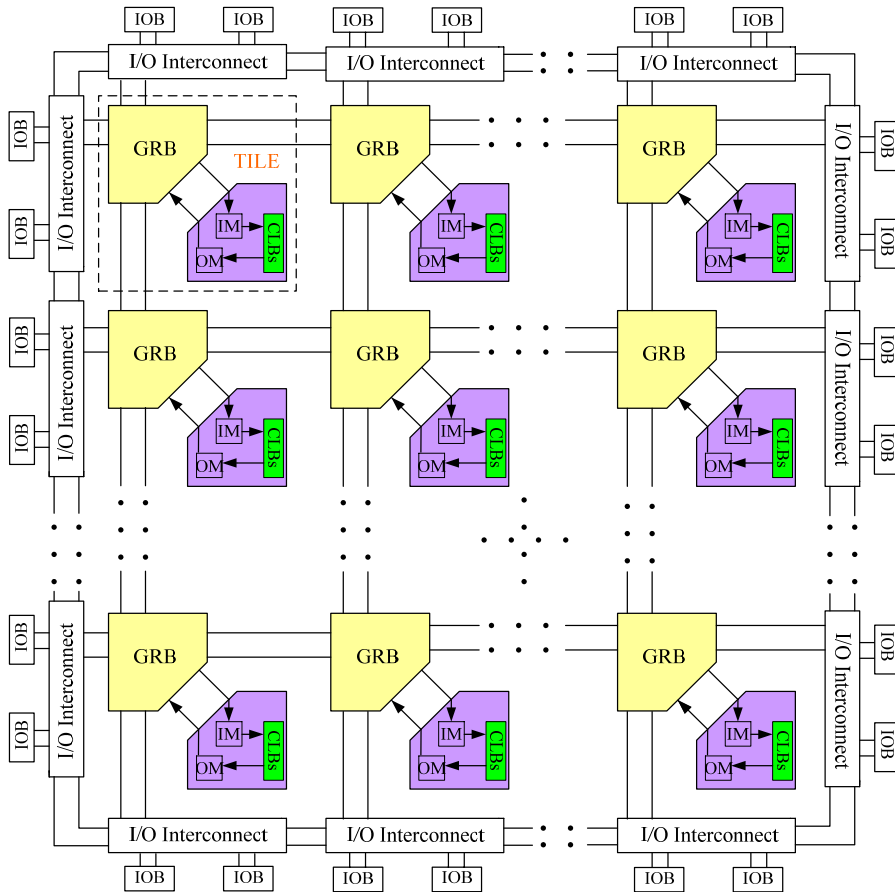 IOB IOB IOB IOB IOB IOB
I/O Interconnect I/O Interconnect I/O Interconnect
IOB I/O Interconnect GRB TILE GRB GRB I/O Interconnect IOB
IOB IM CLBs IM CLBs IM CLBs IOB
OM OM OM
IOB I/O Interconnect GRB GRB GRB I/O Interconnect IOB
IOB IM CLBs IM CLBs IM CLBs IOB
OM OM OM
IOB I/O Interconnect GRB GRB GRB I/O Interconnect IOB
IOB IM CLBs IM CLBs IM CLBs IOB
OM OM OM
I/O Interconnect I/O Interconnect I/O Interconnect
IOB IOB IOB IOB IOB IOB